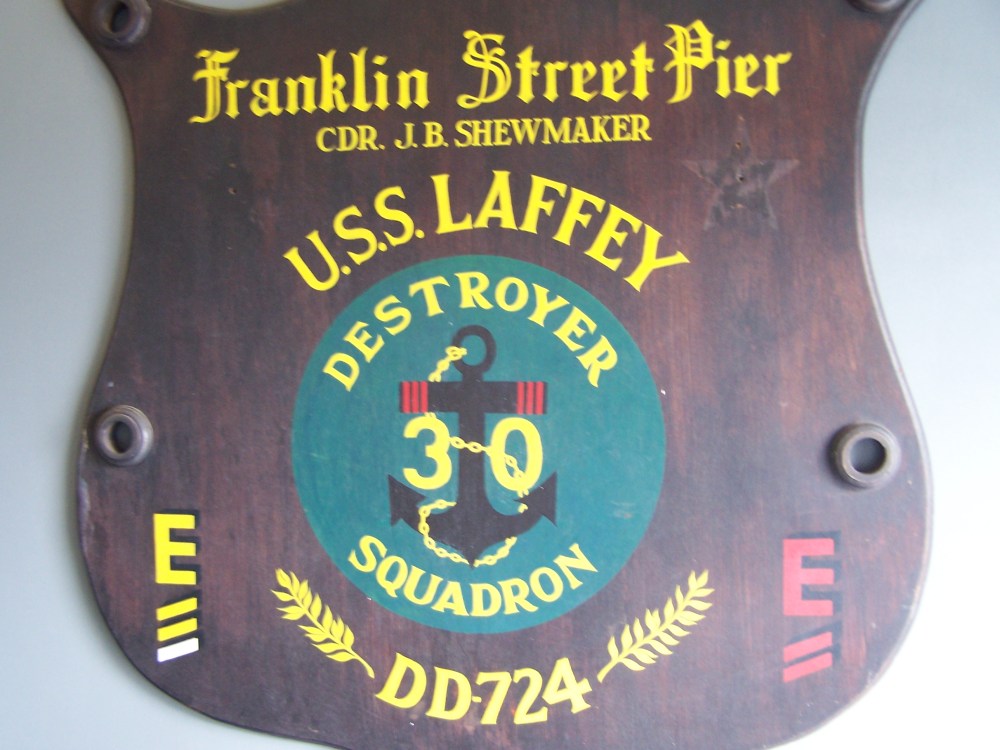 Franklin Street Pier
CDR. J. B. SHEWMAKER
U.S.S. LAFFEY
DESTROYER
30
SQUADRON
E E
DD-724